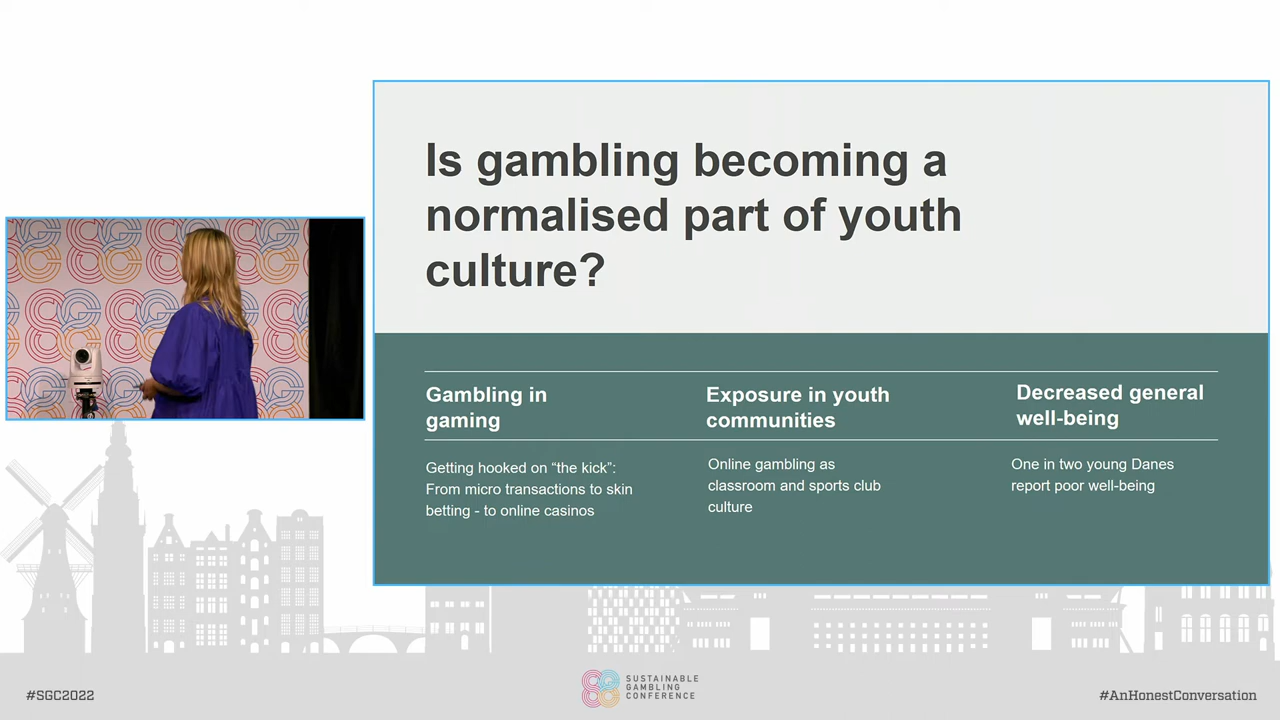 Is gambling becoming a
normalised part of youth
culture?
Gambling in
gaming
Getting hooked on “the kick”:
From micro transactions to skin
betting - to online casinos
Exposure in youth
communities
Online gambling as
classroom and sports club
culture
Decreased general
well-being
One in two young Danes
report poor well-being
#SGC2022
SUSTAINABLE
GAMBLING
CONFERENCE
#AnHonestConversation